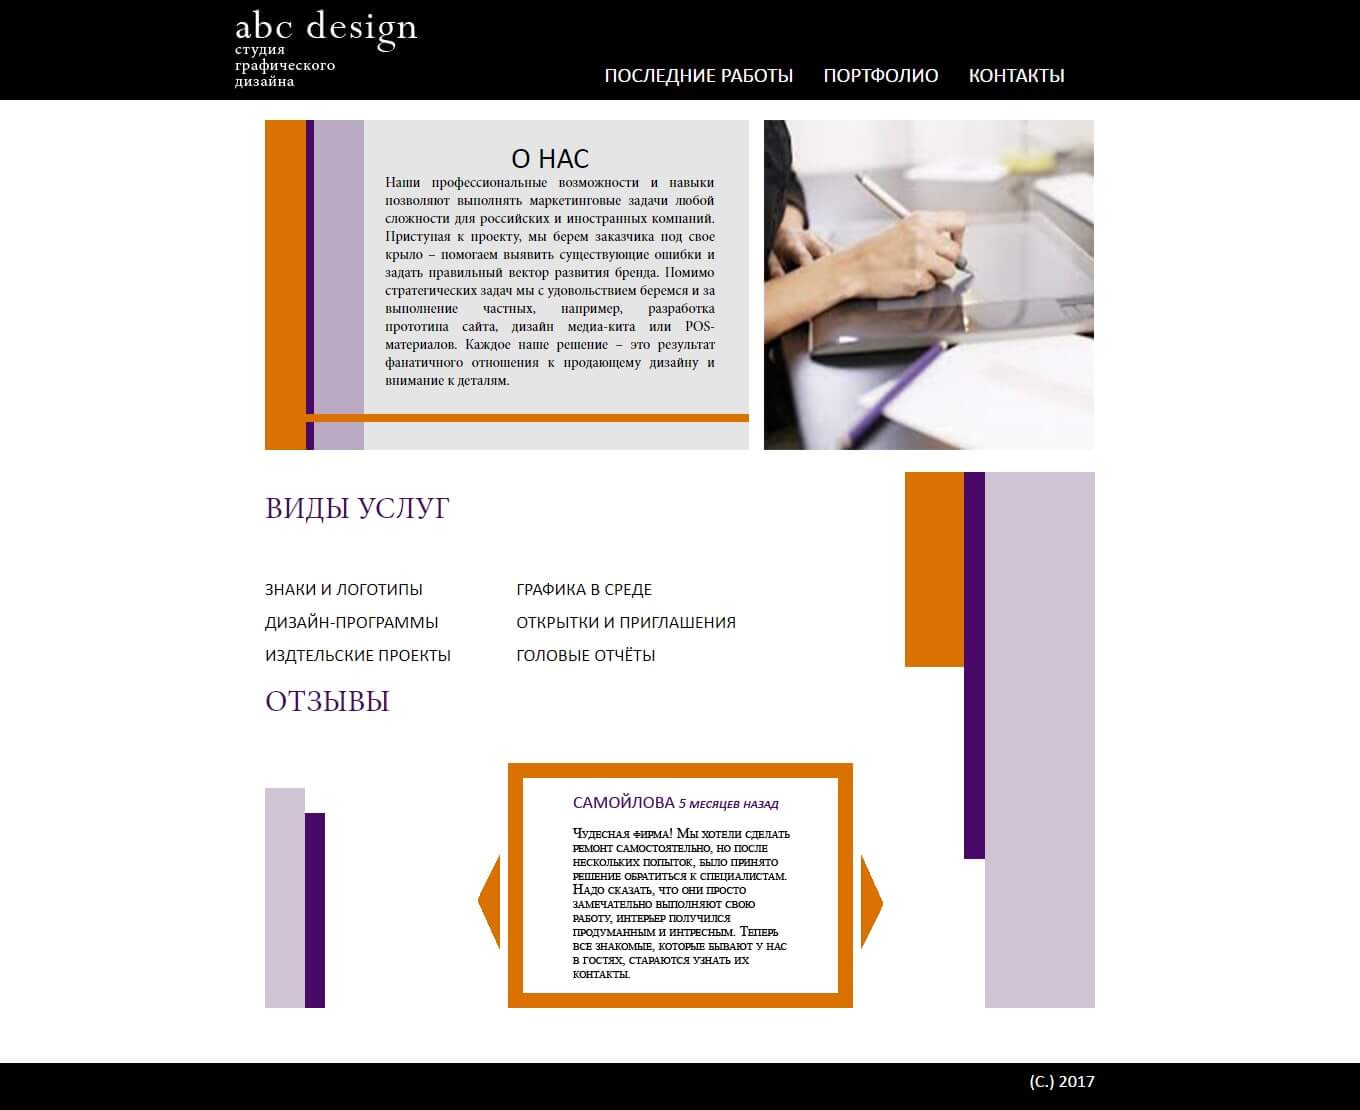 abc design
студия
графического
дизайна
ПОСЛЕДНИЕ РАБОТЫ ПОРТФОЛИО КОНТАКТЫ
О НАС
Наши профессиональные возможности и навыки
позволяют выполнять маркетинговые задачи любой
сложности для российских и иностранных компаний.
Приступая к проекту, мы берем заказчика под свое
крыло – помогаем выявить существующие ошибки и
задать правильный вектор развития бренда. Помимо
стратегических задач мы с удовольствием беремся и за
выполнение частных, например, разработка
прототипа сайта, дизайн медиа-кита или POS-
материалов. Каждое наше решение – это результат
фанатичного отношения к продающему дизайну и
внимание к деталям.
ВИДЫ УСЛУГ
ЗНАКИ И ЛОГОТИПЫ ГРАФИКА В СРЕДЕ
ДИЗАЙН-ПРОГРАММЫ ОТКРЫТКИ И ПРИГЛАШЕНИЯ
ИЗДТЕЛЬСКИЕ ПРОЕКТЫ ГОЛОВЫЕ ОТЧЁТЫ
ОТЗЫВЫ
САМОЙЛОВА 5 МЕСЯЦЕВ НАЗАД
Чудесная фирма! Мы хотели сделать
ремонт самостоятельно, но после
нескольких попыток, было принято
решение обратиться к специалистам.
Надо сказать, что они просто
замечательно выполняют свою
работу, интерьер получился
продуманным и интресным. Теперь
все знакомые, которые бывают у нас
в гостях, стараются узнать их
контакты.
(С.) 2017